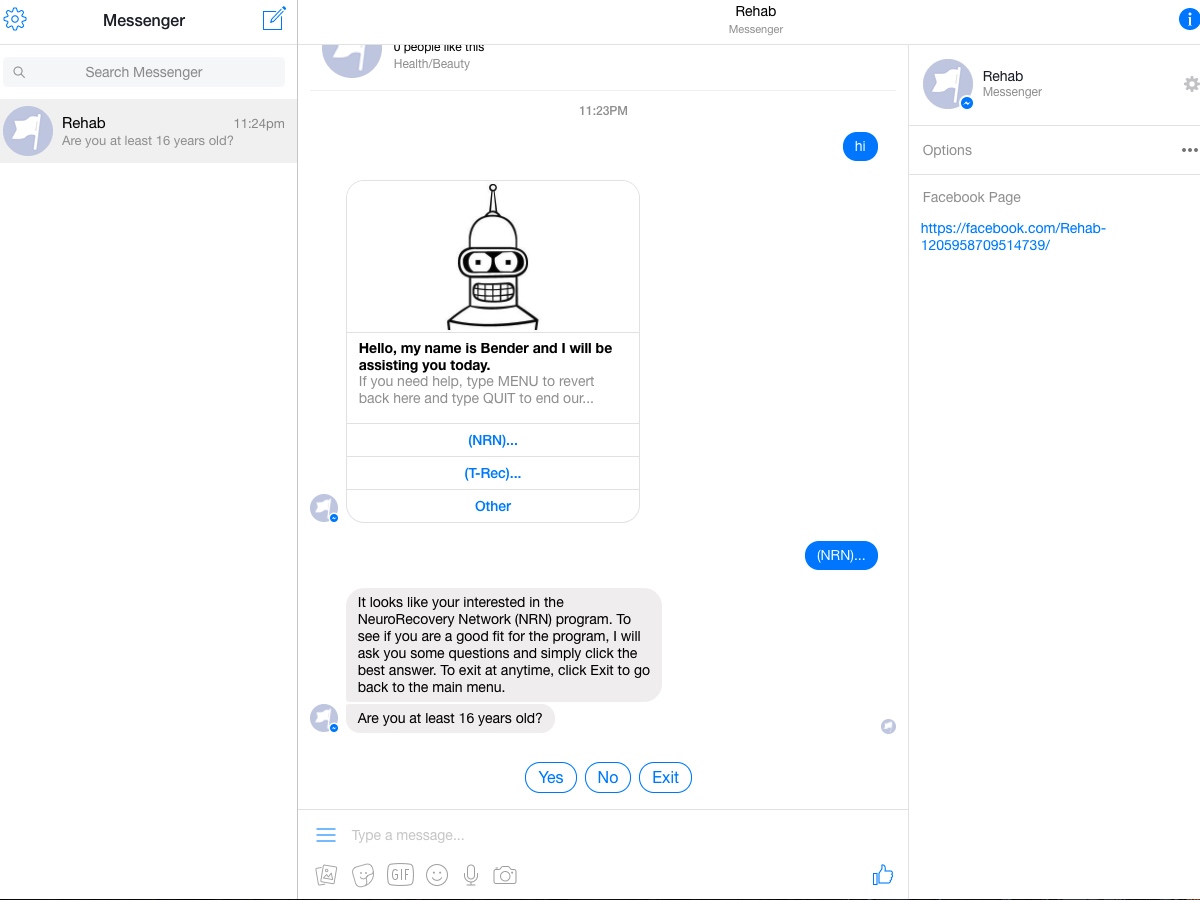 Messenger
Search Messenger
Rehab
11:24pm
Are you at least 16 years old?
Rehab
Messenger
0 people like this
Health/Beauty
11:23PM
hi
Hello, my name is Bender and I will be
assisting you today.
If you need help, type MENU to revert
back here and type QUIT to end our...
(NRN)...
(T-Rec)...
Other
(NRN)...
It looks like your interested in the
NeuroRecovery Network (NRN) program. To
see if you are a good fit for the program, I will
ask you some questions and simply click the
best answer. To exit at anytime, click Exit to go
back to the main menu.
Are you at least 16 years old?
Yes
No
Exit
Type a message...
GIF
Rehab
Messenger
Options
Facebook Page
https://facebook.com/Rehab-
1205958709514739/